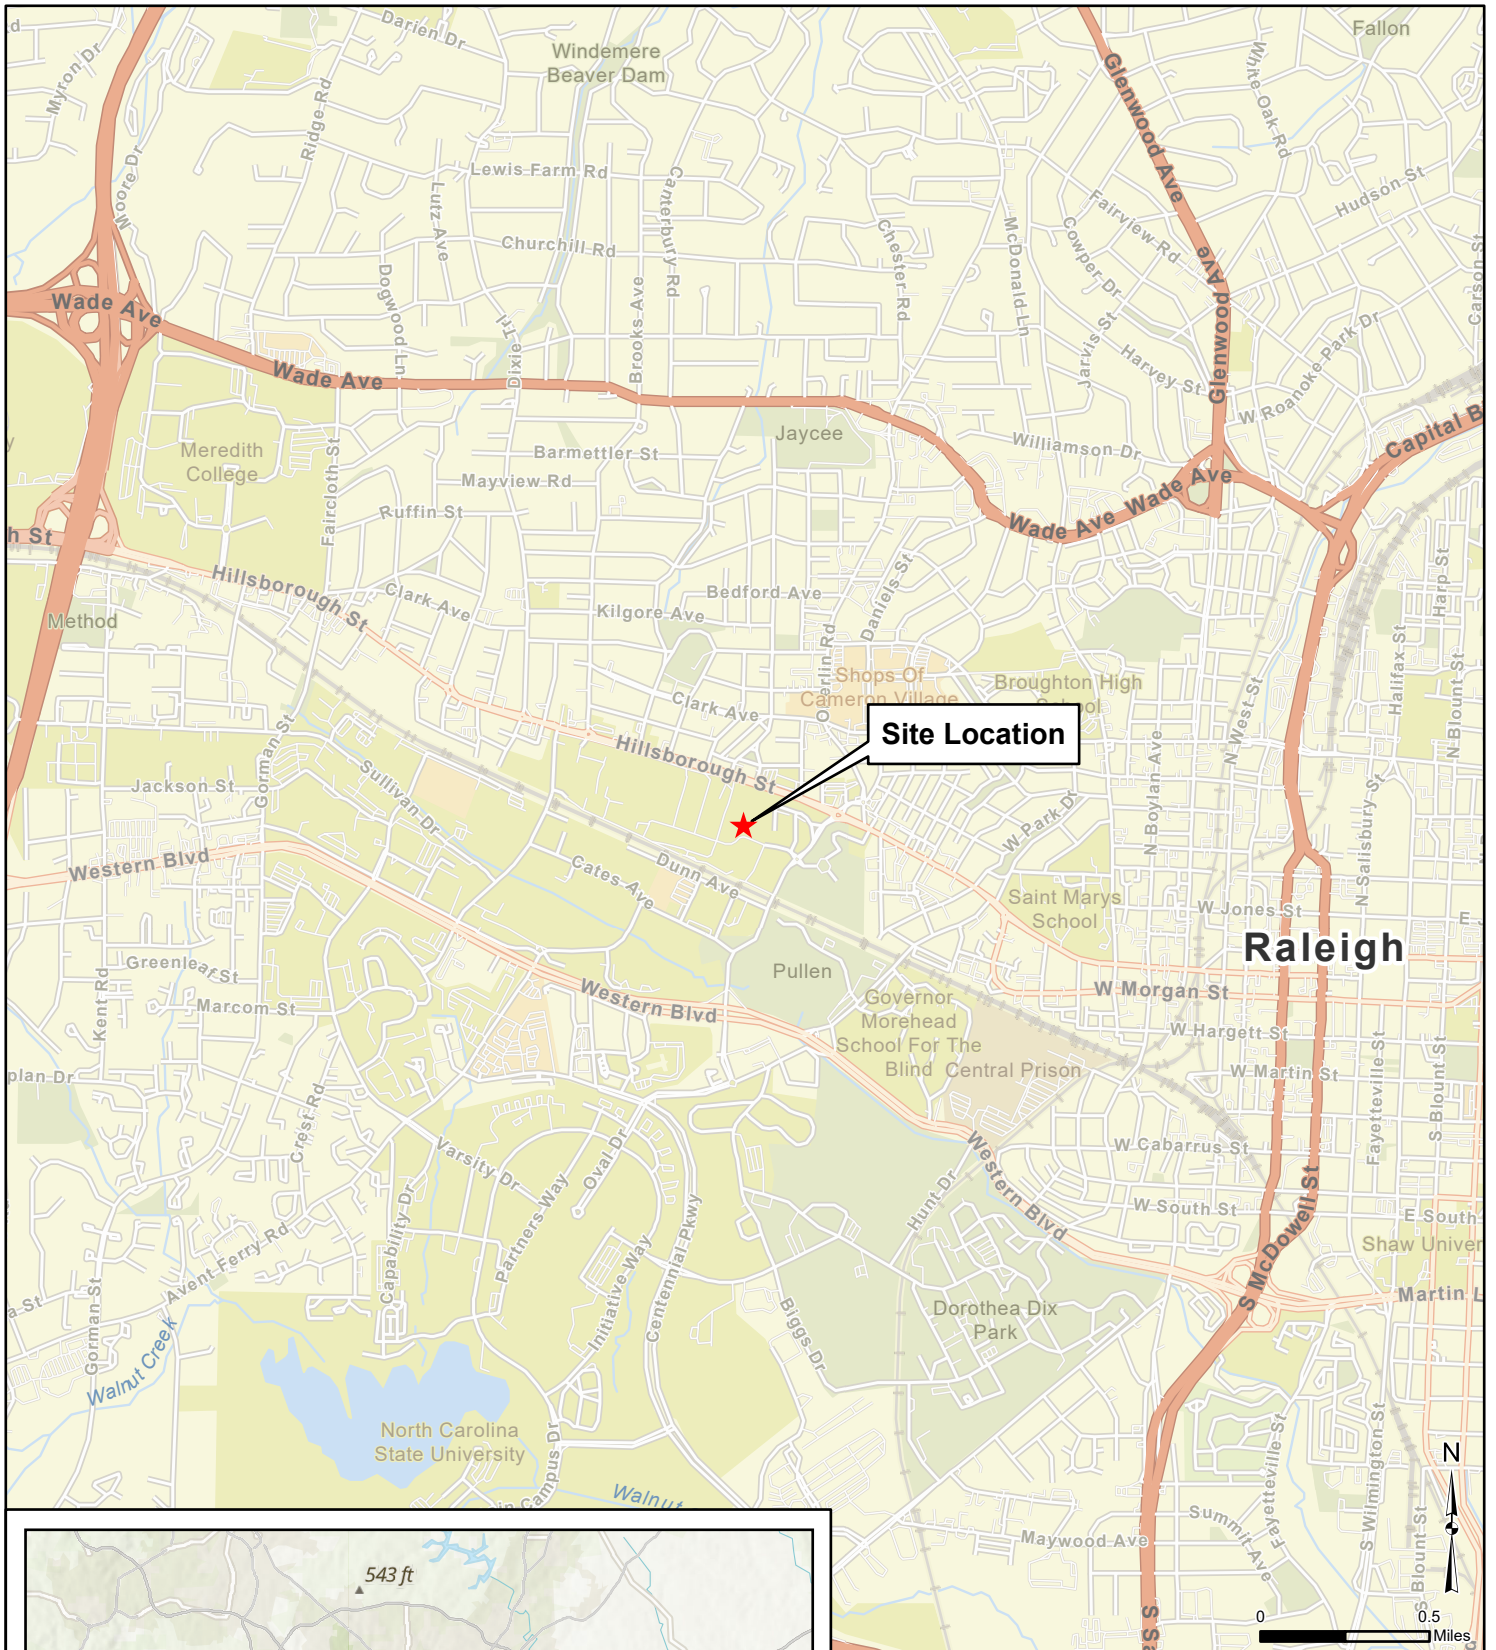 Darien Dr
Windemere
Beaver Dam
Fallon
Myron Dr
Ridge Rd
Glenwood Ave
White Oak Rd
Moore Dr
Lewis Farm Rd
Lutz Ave
Canterbury Rd
Hudson St
Churchill Rd
Chester Rd
McDonald Ln
Cowper Dr
Fairview Rd
Carson St
Wade Ave
Dogwood Ln
Dixie Trl
Brooks Ave
Glenwood Ave
Jarvis St
Harvey St
W Roanoke Park Dr
Wade Ave
Capital B
Meredith
College
Faircloth St
Barmettler St
Jaycee
Williamson Dr
Mayview Rd
Wade Ave
Wade Ave
Ruffin St
h St
Hillsborough St
Clark Ave
Bedford Ave
Kilgore Ave
Daniels St
Harp St
Method
Oberlin Rd
Halifax St
N Blount St
Shops Of
Cameron Village
Broughton High
School
Clark Ave
N West St
Site Location
Hillsborough St
Gorman St
Jackson St
Sullivan Dr
N Boylan Ave
W Park Dr
N Salisbury St
Western Blvd
Cates Ave
Dunn Ave
Saint Marys
School
W Jones St
E
Raleigh
Greenlear St
Pullen
Kent Rd
Marcom St
Western Blvd
W Morgan St
Governor
Morehead
School For The
Blind
Central Prison
W Hargett St
plan Dr
W Martin St
Fayetteville St
S Blount St
Crest Rd
Varsity Dr
Oval Dr
W Cabarrus St
Western Blvd
Hunt Dr
Partners Way
Capability Dr
Centennial Pkwy
W South St
E South
S McDowell St
Shaw Univer
Avent Ferry Rd
Initiative Way
a St
Gorman St
Biggs Dr
Dorothea Dix
Park
Martin L
Walnut Creek
North Carolina
State University
in Campus Dr
Fayetteville St
S Wilmington St
N
Walnut
Summit Ave
Maywood Ave
S Blount St
543 ft
S Sa
0
0.5
Miles